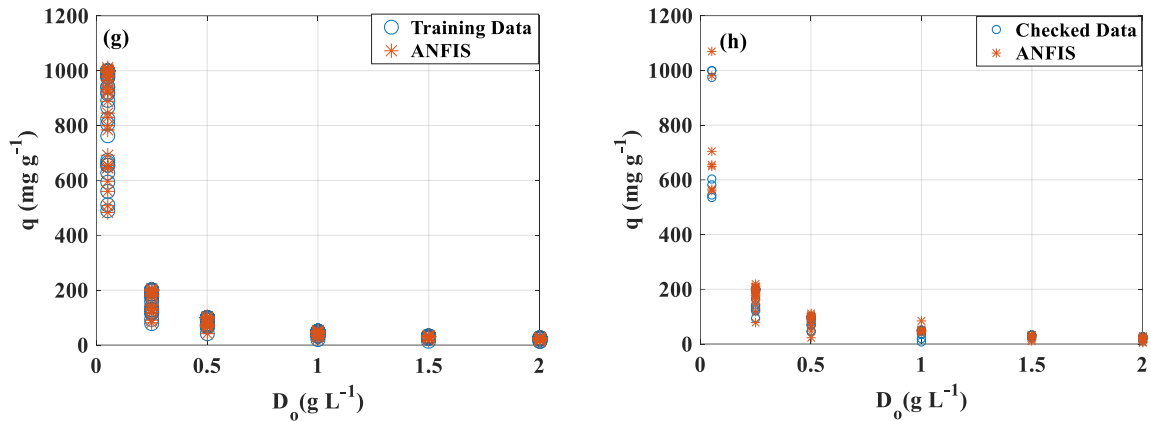 (g)
Training Data
ANFIS
1200
1000
800
600
400
200
0
q (mg g⁻¹)
0 0.5 1 1.5 2
Dₒ(g L⁻¹)
(h)
Checked Data
ANFIS
1200
1000
800
600
400
200
0
q (mg g⁻¹)
0 0.5 1 1.5 2
Dₒ(g L⁻¹)